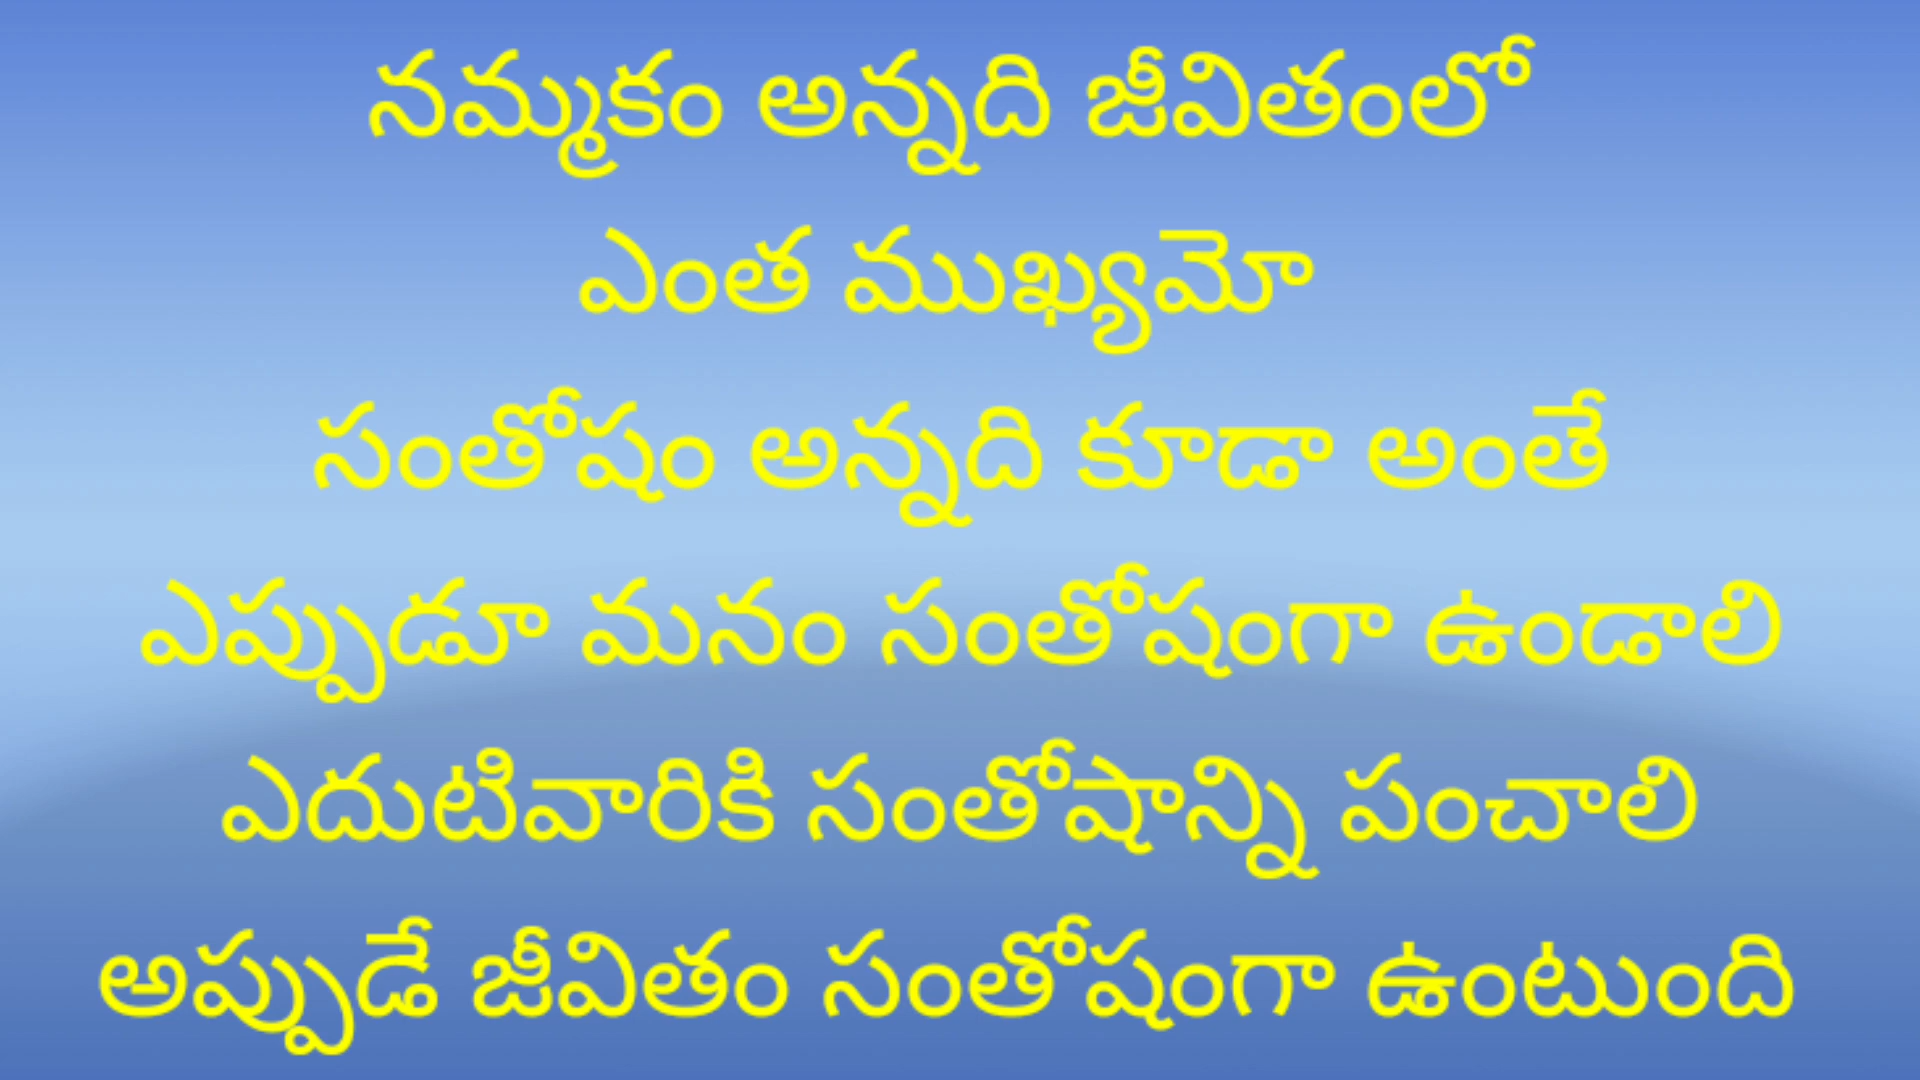 నమ్మకం అన్నది జీవితంలో
ఎంత ముఖ్యమో
సంతోషం అన్నది కూడా అంతే
ఎప్పుడూ మనం సంతోషంగా ఉండాలి
ఎదుటివారికి సంతోషాన్ని పంచాలి
అప్పుడే జీవితం సంతోషంగా ఉంటుంది